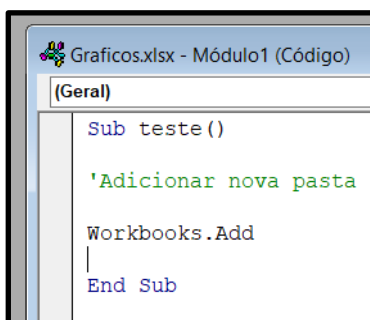 Graficos.xlsx - Módulo1 (Código)
(Geral)
Sub teste()
'Adicionar nova pasta
Workbooks.Add
End Sub